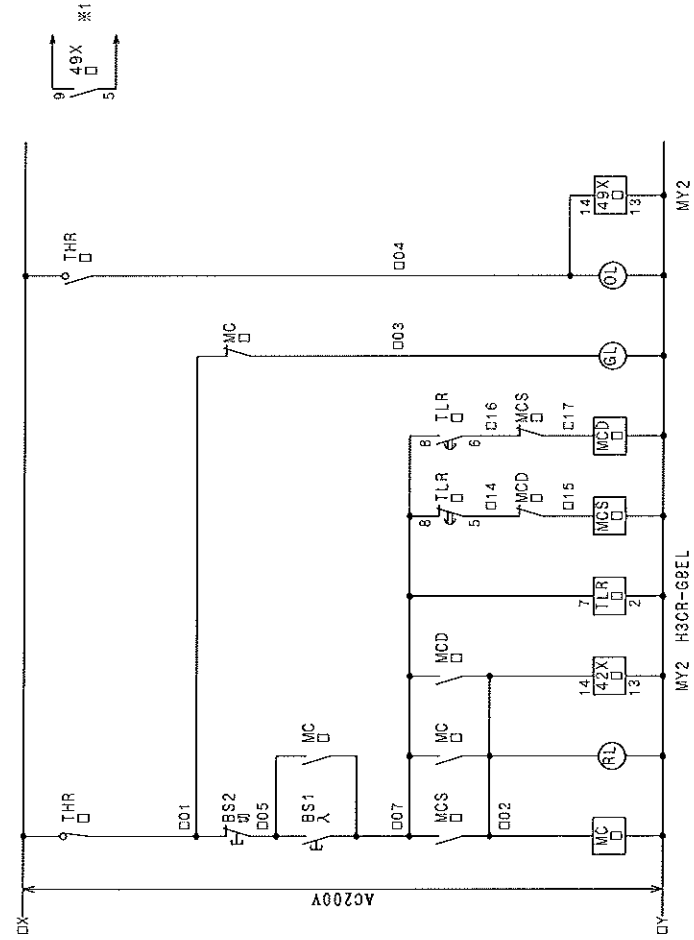 ※1
49X
□
9
5
□X
THR
□
THR
□
□01
MC
□
BS2
切
□05
BS1
入
MC
□
□03
□04
□07
MCS
□
MC
□
MCD
□
TLR
□
8
5
□14
MCD
□
□15
TLR
□
8
6
□16
MCS
□
□17
□02
AC200V
MC
□
RL
14
42X
□
13
MY2
7
TLR
□
2
H3CR-G8EL
MCS
□
MCD
□
GL
OL
14
49X
□
13
MY2
□Y